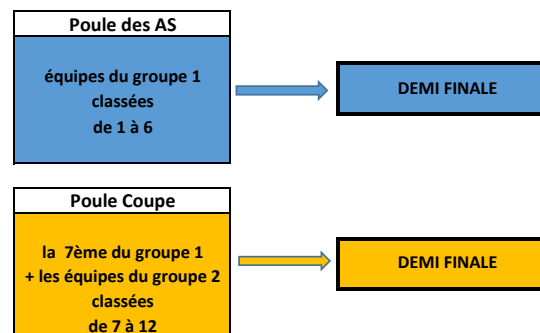 Poule des AS
équipes du groupe 1
classées
de 1 à 6
DEMI FINALE
Poule Coupe
la 7ème du groupe 1
+ les équipes du groupe 2
classées
de 7 à 12
DEMI FINALE